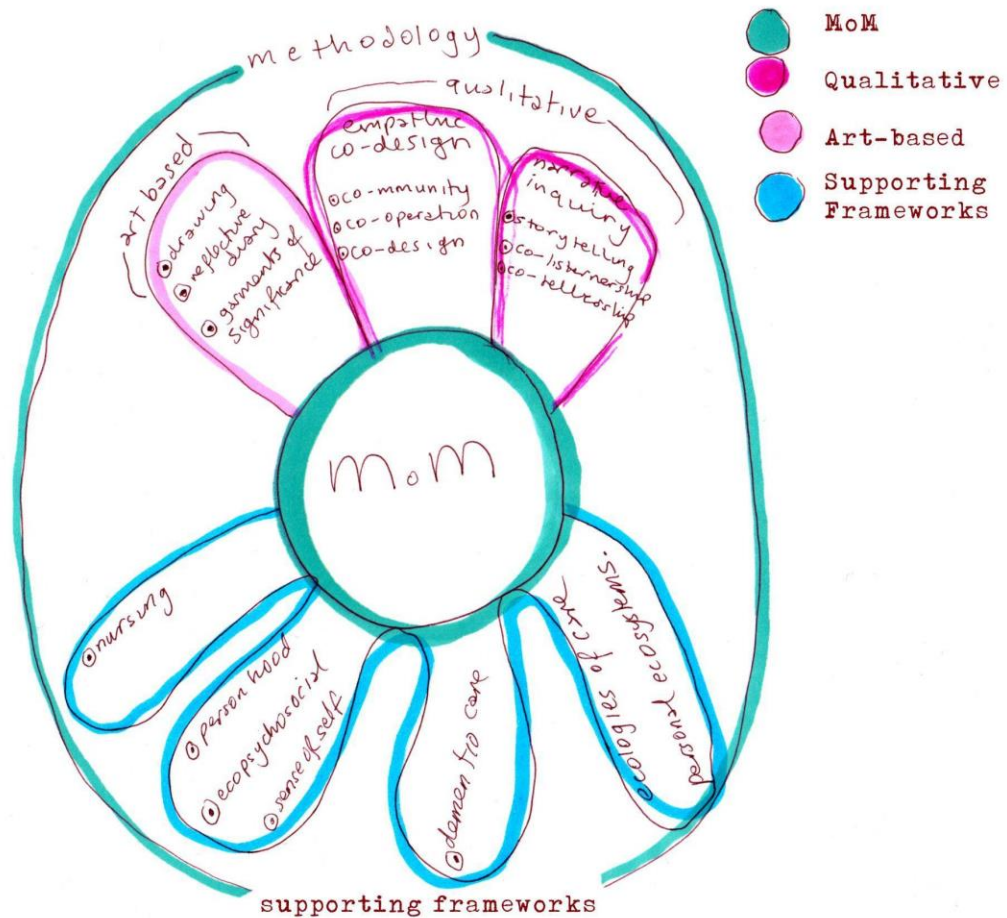 methodology
MoM
Qualitative
Art-based
Supporting
Frameworks
qualitative
art based
drawing
reflective
diary
garments of
significance
empathic
co-design
co-mmunity
co-operation
co-design
narrative
inquiry
storytelling
co-listernership
co-tellership
MoM
nursing
personhood
ecopsychosocial
sense of self
dementia care
ecologies of care
personal ecosystems.
supporting frameworks